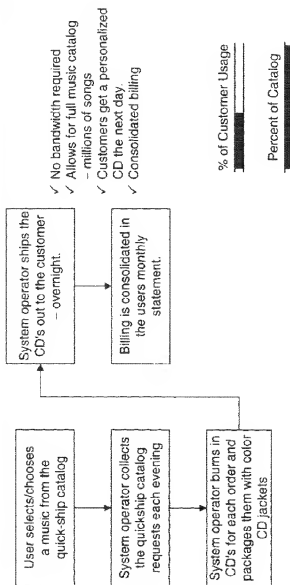 User selects/chooses
a music from the
quick-ship catalog
System operator collects
the quickship catalog
requests each evening
System operator burns in
CD's for each order and
packages them with color
CD jackets
System operator ships the
CD's out to the customer
– overnight.
Billing is consolidated in
the users monthly
statement.
✓ No bandwidth required
✓ Allows for full music catalog
– millions of songs
✓ Customers get a personalized
CD the next day.
✓ Consolidated billing
% of Customer Usage
Percent of Catalog